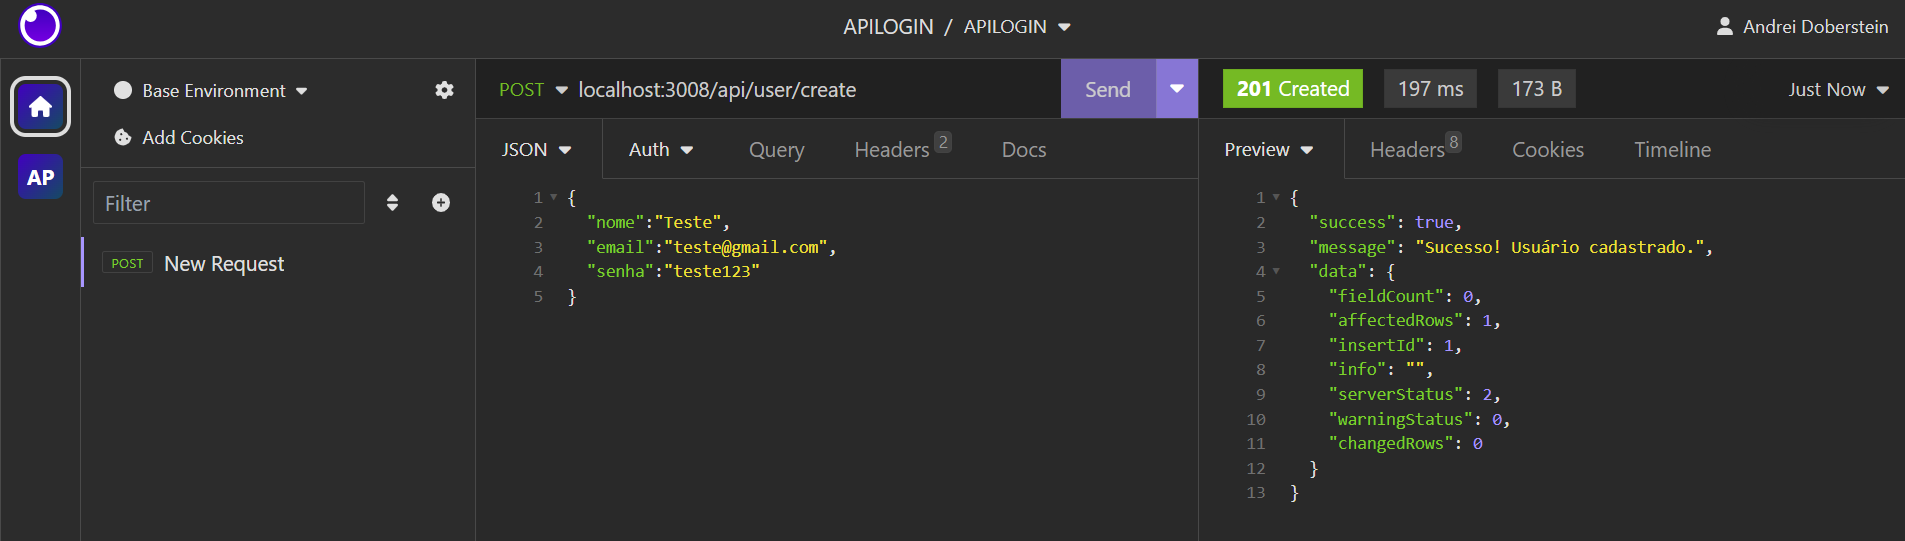 APILOGIN / APILOGIN
Andrei Doberstein
AP
Base Environment
Add Cookies
Filter
POST New Request
POST localhost:3008/api/user/create
Send
JSON Auth Query Headers 2 Docs
1 {
2 "nome":"Teste",
3 "email":"teste@gmail.com",
4 "senha":"teste123"
5 }
201 Created 197 ms 173 B Just Now
Preview Headers 8 Cookies Timeline
1 {
2 "success": true,
3 "message": "Sucesso! Usuário cadastrado.",
4 "data": {
5 "fieldCount": 0,
6 "affectedRows": 1,
7 "insertId": 1,
8 "info": "",
9 "serverStatus": 2,
10 "warningStatus": 0,
11 "changedRows": 0
12 }
13 }